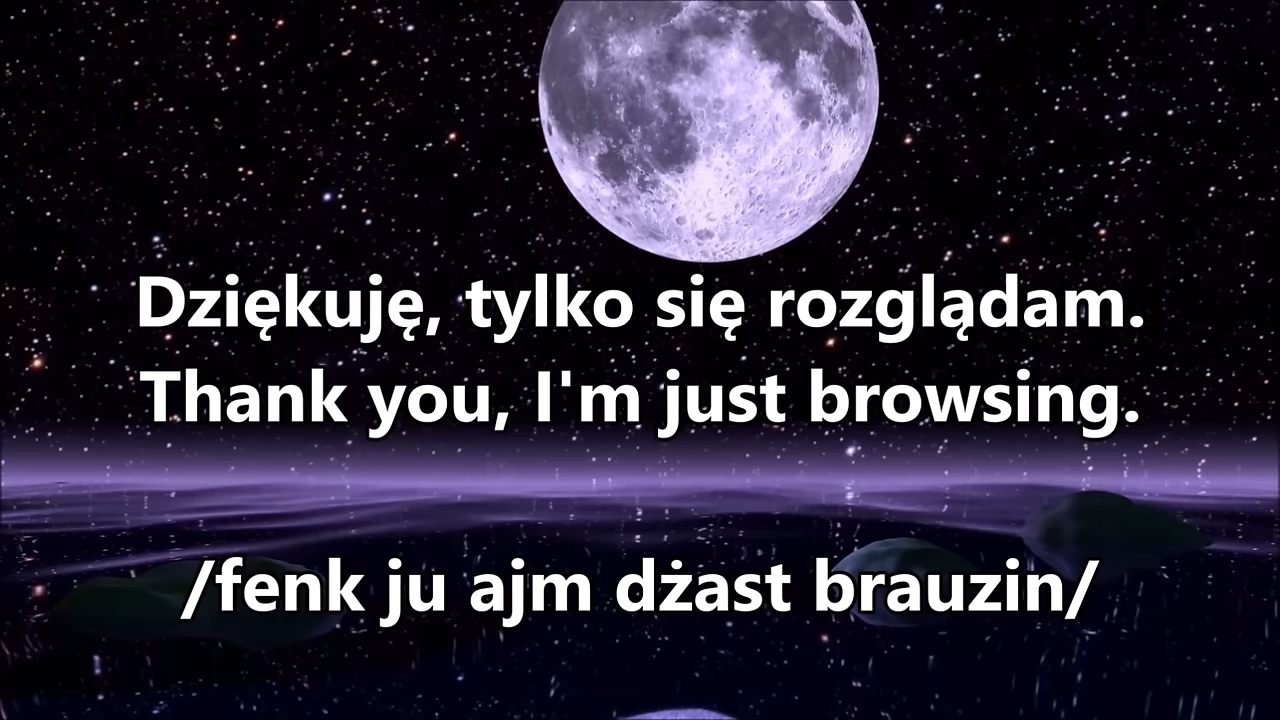 Dziękuję, tylko się rozglądam.
Thank you, I'm just browsing.
/fenk ju ajm dżast brauzin/